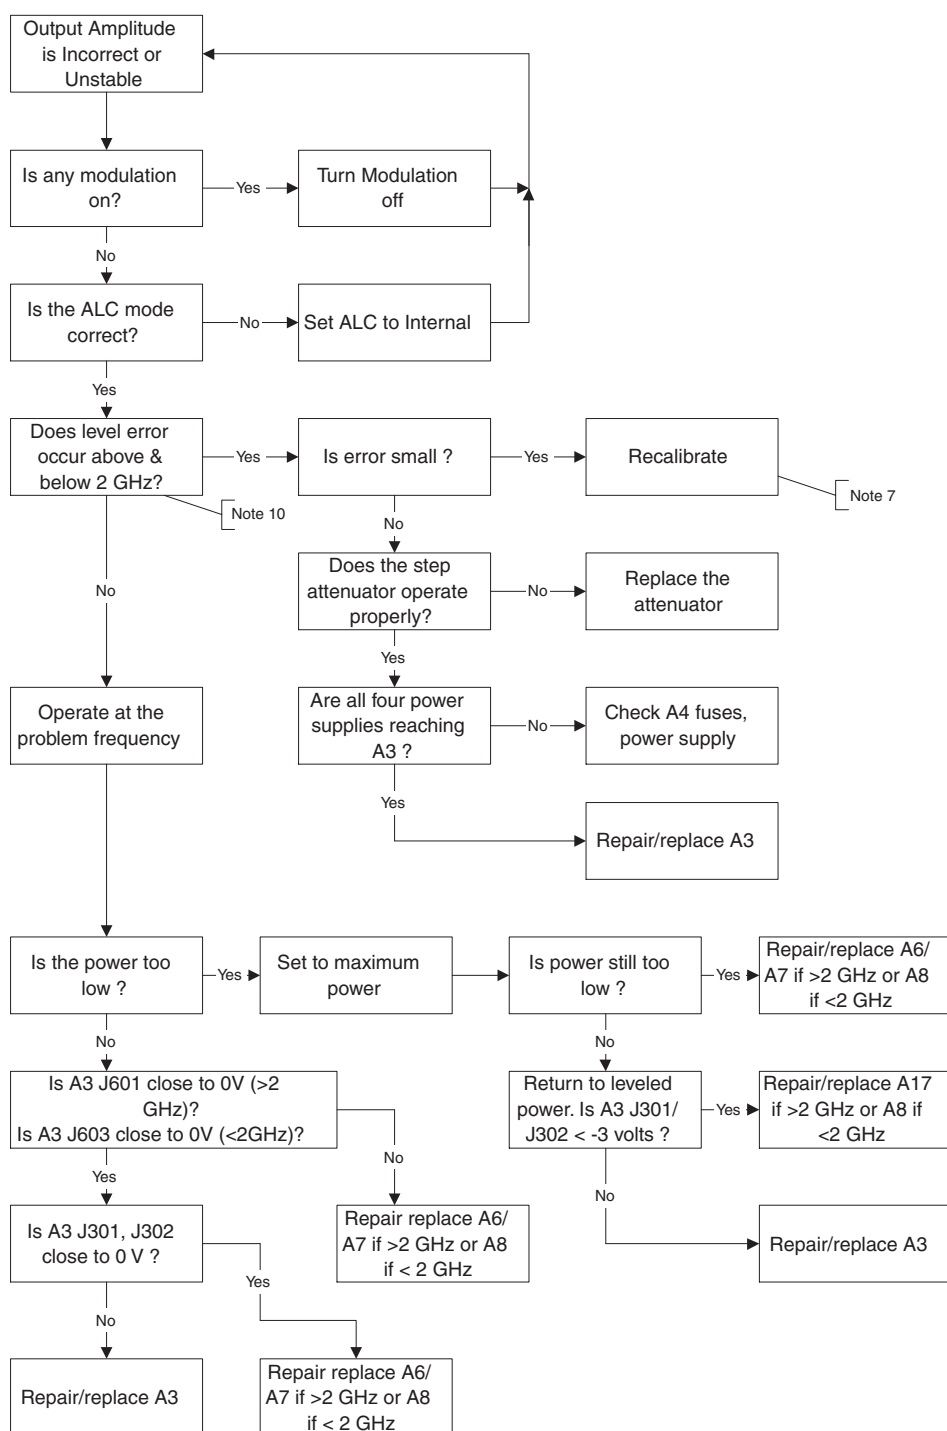 Output Amplitude
is Incorrect or
Unstable
Is any modulation
on?
Yes
Turn Modulation
off
No
Is the ALC mode
correct?
No
Set ALC to Internal
Yes
Does level error
occur above &
below 2 GHz?
Yes
Is error small ?
Yes
Recalibrate
Note 10
Note 7
No
No
Does the step
attenuator operate
properly?
No
Replace the
attenuator
Yes
Operate at the
problem frequency
Are all four power
supplies reaching
A3 ?
No
Check A4 fuses,
power supply
Yes
Repair/replace A3
Is the power too
low ?
Yes
Set to maximum
power
Is power still too
low ?
Yes
Repair/replace A6/
A7 if >2 GHz or A8
if <2 GHz
No
No
Is A3 J601 close to 0V (>2
GHz)?
Is A3 J603 close to 0V (<2GHz)?
Return to leveled
power. Is A3 J301/
J302 < -3 volts ?
Yes
Repair/replace A17
if >2 GHz or A8 if
<2 GHz
No
Yes
No
Is A3 J301, J302
close to 0 V ?
Repair replace A6/
A7 if >2 GHz or A8
if < 2 GHz
Repair/replace A3
Yes
No
Repair/replace A3
Repair replace A6/
A7 if >2 GHz or A8
if < 2 GHz